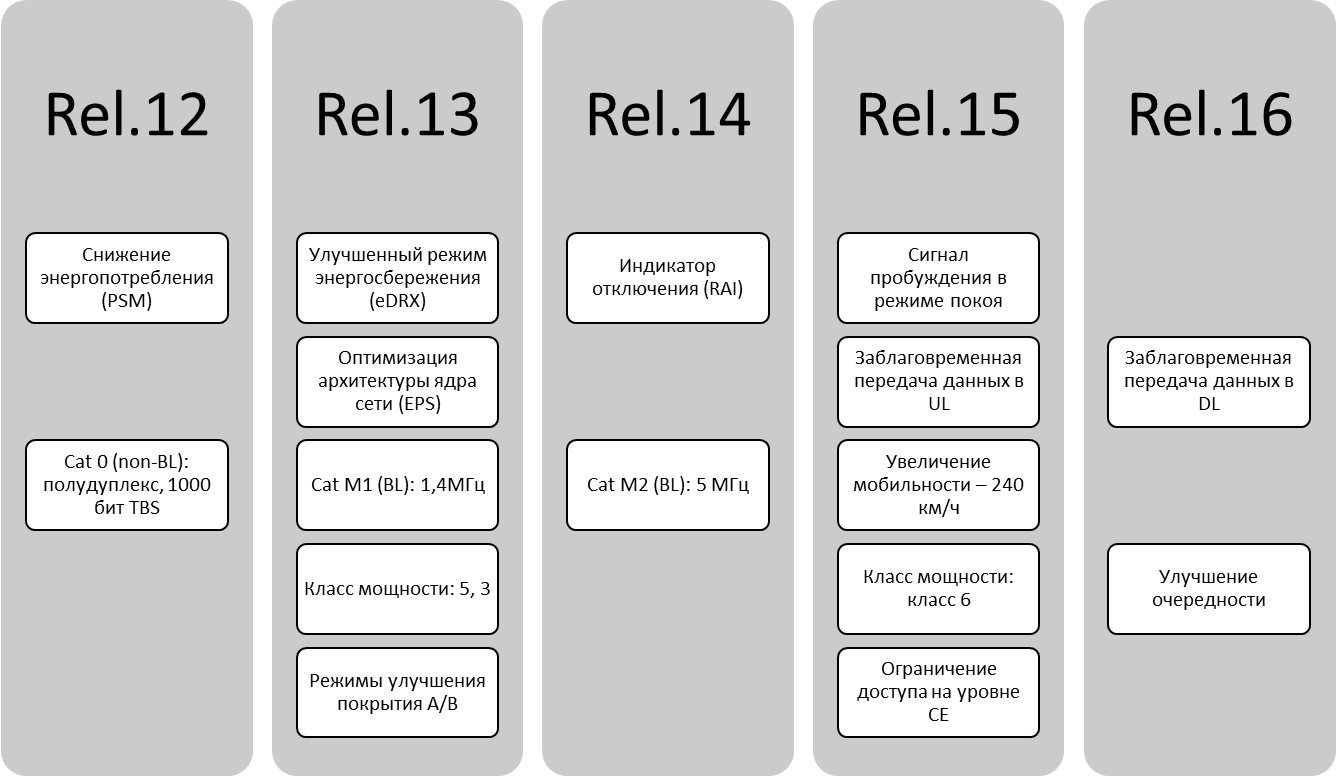 Rel.12
Снижение
энергопотребления
(PSM)
Cat 0 (non-BL):
полудуплекс, 1000
бит TBS
Rel.13
Улучшенный режим
энергосбережения
(eDRX)
Оптимизация
архитектуры ядра
сети (EPS)
Cat M1 (BL): 1,4МГц
Класс мощности: 5, 3
Режимы улучшения
покрытия A/B
Rel.14
Индикатор
отключения (RAI)
Cat M2 (BL): 5 МГц
Rel.15
Сигнал
пробуждения в
режиме покоя
Заблаговременная
передача данных в
UL
Увеличение
мобильности – 240
км/ч
Класс мощности:
класс 6
Ограничение
доступа на уровне
CE
Rel.16
Заблаговременная
передача данных в
DL
Улучшение
очередности